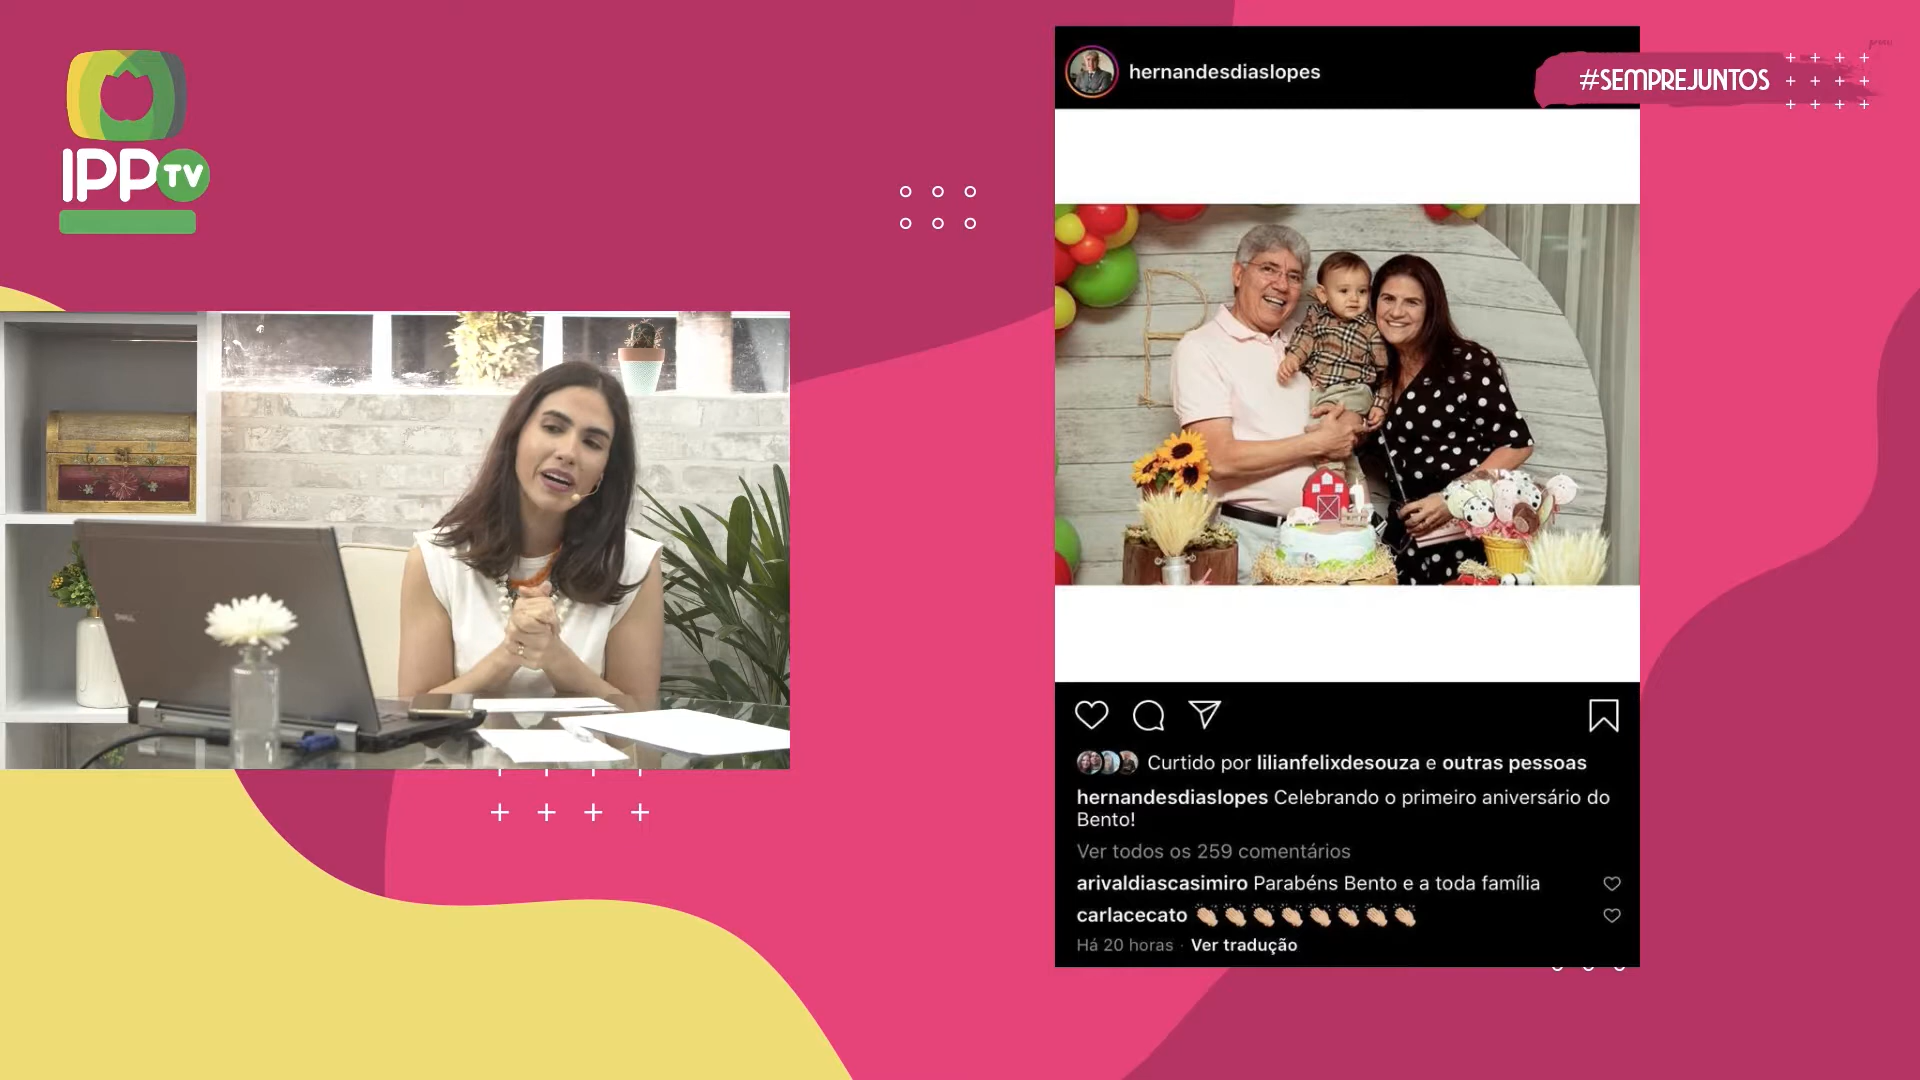 IPP TV
hernandesdiaslopes
#SEMPREJUNTOS
DELL
Curtido por lilianfelixdesouza e outras pessoas
hernandesdiaslopes Celebrando o primeiro aniversário do
Bento!
Ver todos os 259 comentários
arivaldiascasimiro Parabéns Bento e a toda família
carlacecato 👏🏼👏🏼👏🏼👏🏼👏🏼👏🏼👏🏼👏🏼
Há 20 horas · Ver tradução